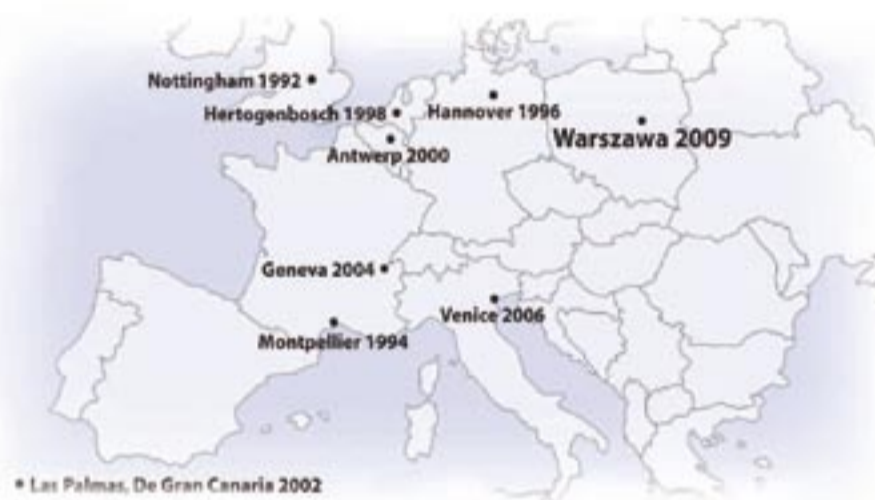 Nottingham 1992
Hertogenbosch 1998
Hannover 1996
Warszawa 2009
Antwerp 2000
Geneva 2004
Venice 2006
Montpellier 1994
Las Palmas, De Gran Canaria 2002